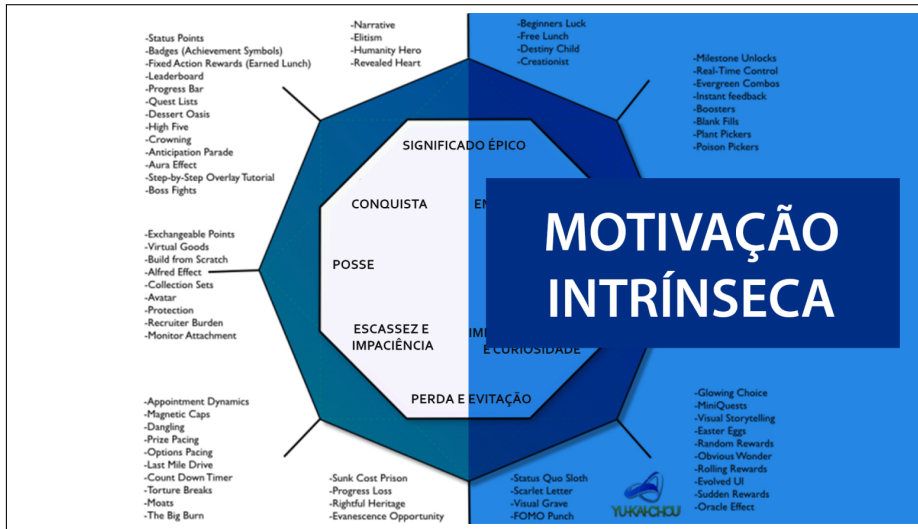 -Narrative
-Elitism
-Humanity Hero
-Revealed Heart
-Beginners Luck
-Free Lunch
-Destiny Child
-Creationist
-Status Points
-Badges (Achievement Symbols)
-Fixed Action Rewards (Earned Lunch)
-Leaderboard
-Progress Bar
-Quest Lists
-Dessert Oasis
-High Five
-Crowning
-Anticipation Parade
-Aura Effect
-Step-by-Step Overlay Tutorial
-Boss Fights
-Milestone Unlocks
-Real-Time Control
-Evergreen Combos
-Instant feedback
-Boosters
-Blank Fills
-Plant Pickers
-Poison Pickers
SIGNIFICADO ÉPICO
CONQUISTA
MOTIVAÇÃO
INTRÍNSECA
-Exchangeable Points
-Virtual Goods
-Build from Scratch
-Alfred Effect
-Collection Sets
-Avatar
-Protection
-Recruiter Burden
-Monitor Attachment
POSSE
ESCASSEZ E
IMPACIÊNCIA
E CURIOSIDADE
PERDA E EVITAÇÃO
-Appointment Dynamics
-Magnetic Caps
-Dangling
-Prize Pacing
-Options Pacing
-Last Mile Drive
-Count Down Timer
-Torture Breaks
-Moats
-The Big Burn
-Glowing Choice
-MiniQuests
-Visual Storytelling
-Easter Eggs
-Random Rewards
-Obvious Wonder
-Rolling Rewards
-Evolved UI
-Sudden Rewards
-Oracle Effect
-Sunk Cost Prison
-Progress Loss
-Rightful Heritage
-Evanescence Opportunity
-Status Quo Sloth
-Scarlet Letter
-Visual Grave
-FOMO Punch
YU-KAI-CHOU